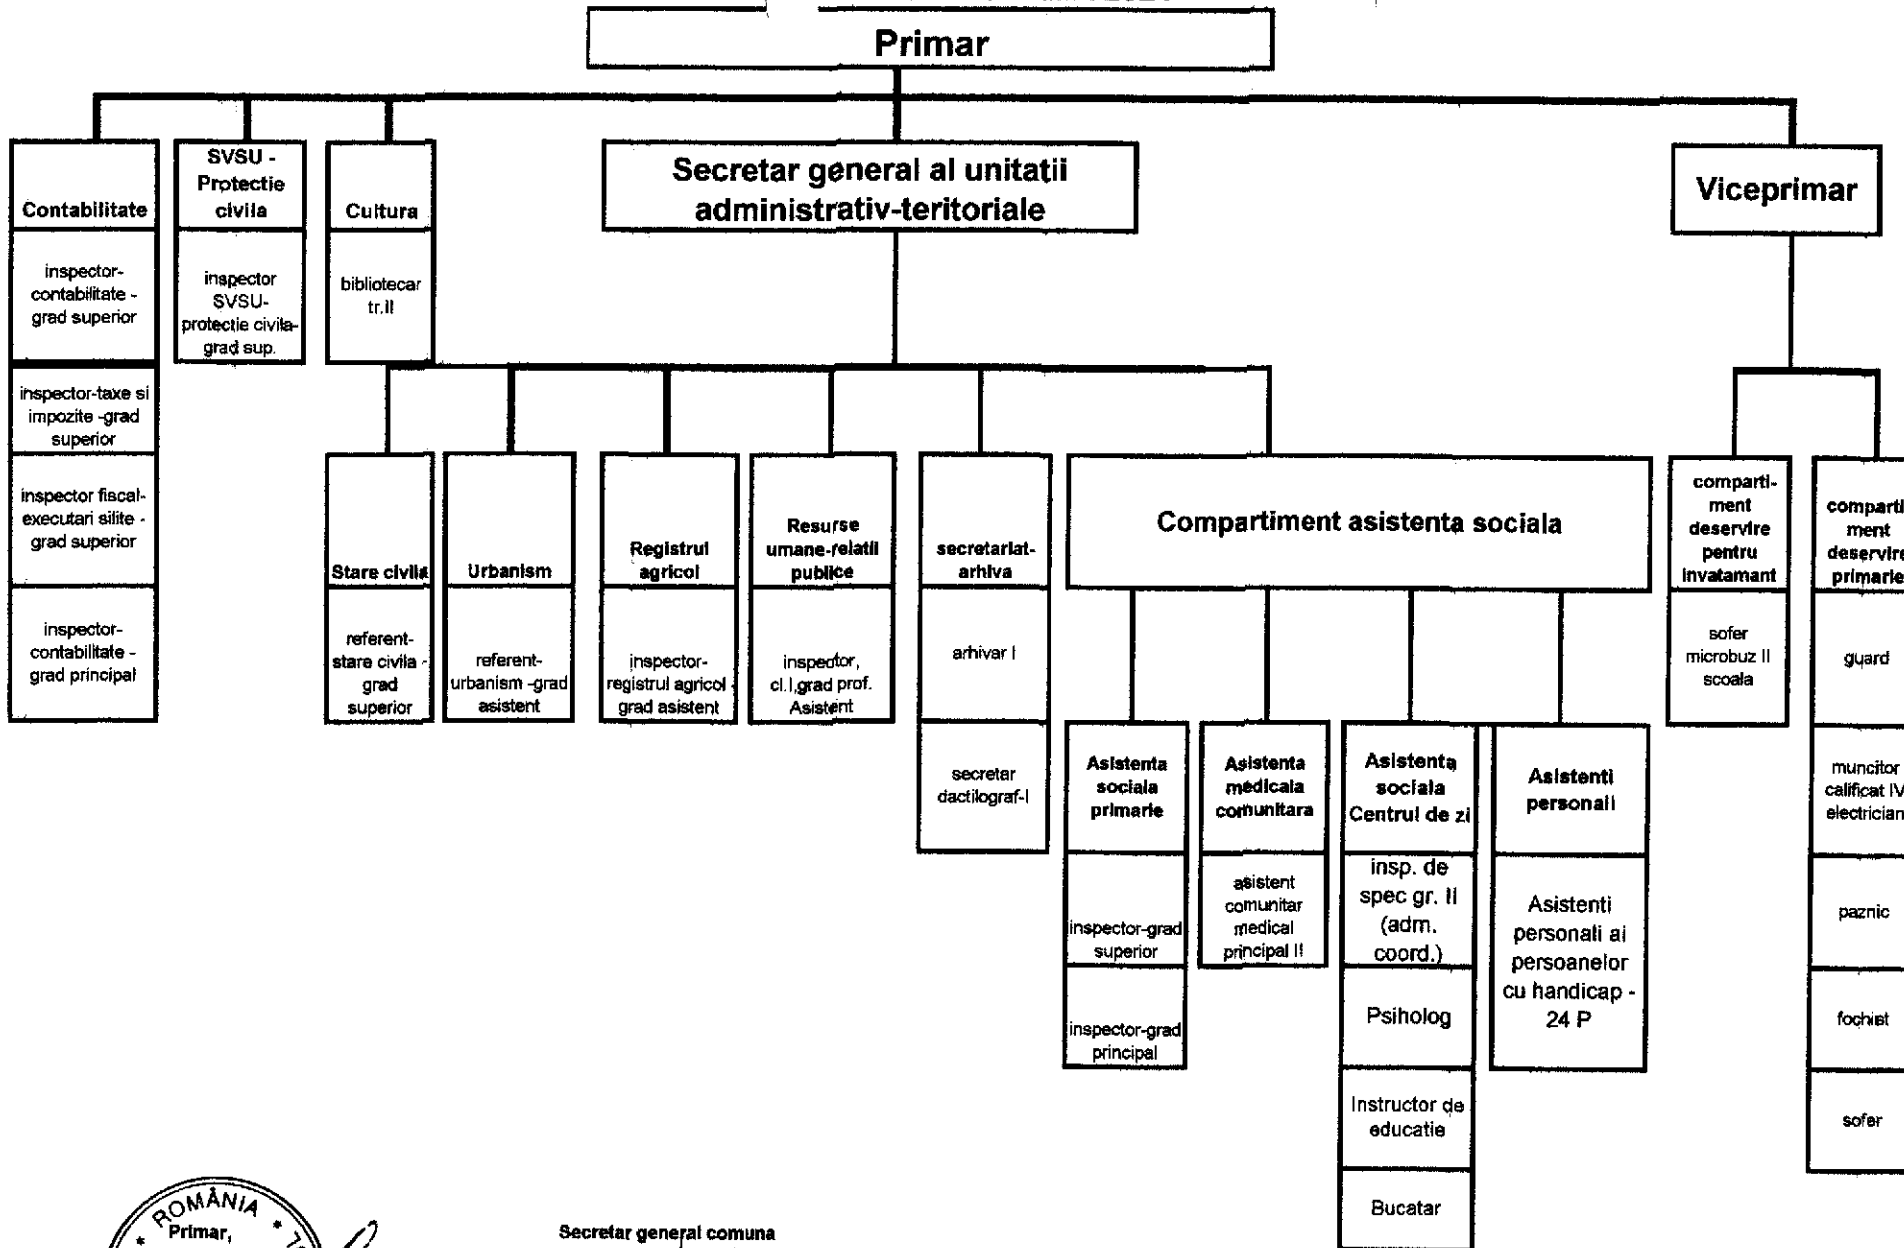 Primar
Contabilitate
inspector-
contabilitate -
grad superior
inspector-taxe si
impozite -grad
superior
inspector fiscal-
executari silite -
grad superior
inspector-
contabilitate -
grad principal
SVSU -
Protectie
civila
inspector
SVSU-
protectie civila-
grad sup.
Cultura
bibliotecar
tr.II
Secretar general al unitații
administrativ-teritoriale
Viceprimar
Stare civila
referent-
stare civila -
grad
superior
Urbanism
referent-
urbanism -grad
asistent
Registrul
agricol
inspector-
registrul agricol -
grad asistent
Resurse
umane-relatii
publice
inspector,
cl.I,grad prof.
Asistent
secretariat-
arhiva
arhivar I
secretar
dactilograf-I
Compartiment asistenta sociala
Asistenta
sociala
primarie
inspector-grad
superior
inspector-grad
principal
Asistenta
medicala
comunitara
asistent
comunitar
medical
principal II
Asistenta
sociala
Centrul de zi
insp. de
spec gr. II
(adm.
coord.)
Psiholog
Instructor de
educatie
Bucatar
Asistenti
personali
Asistenti
personali ai
persoanelor
cu handicap -
24 P
comparti-
ment
deservire
pentru
invatamant
sofer
microbuz II
scoala
comparti
ment
deservire
primarie
guard
muncitor
calificat IV
electrician
paznic
fochist
sofer
ROMÂNIA
Primar,
Secretar general comuna